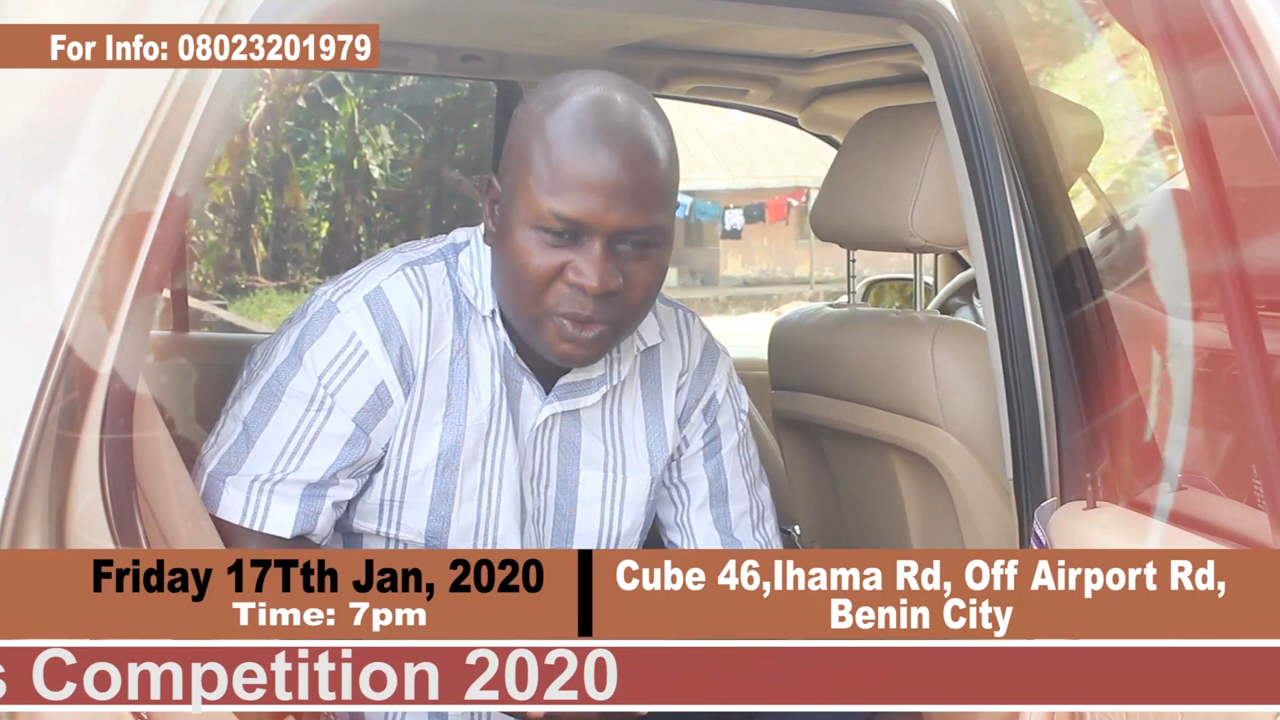 For Info: 08023201979
Friday 17Tth Jan, 2020
Time: 7pm
Cube 46,Ihama Rd, Off Airport Rd,
Benin City
s Competition 2020